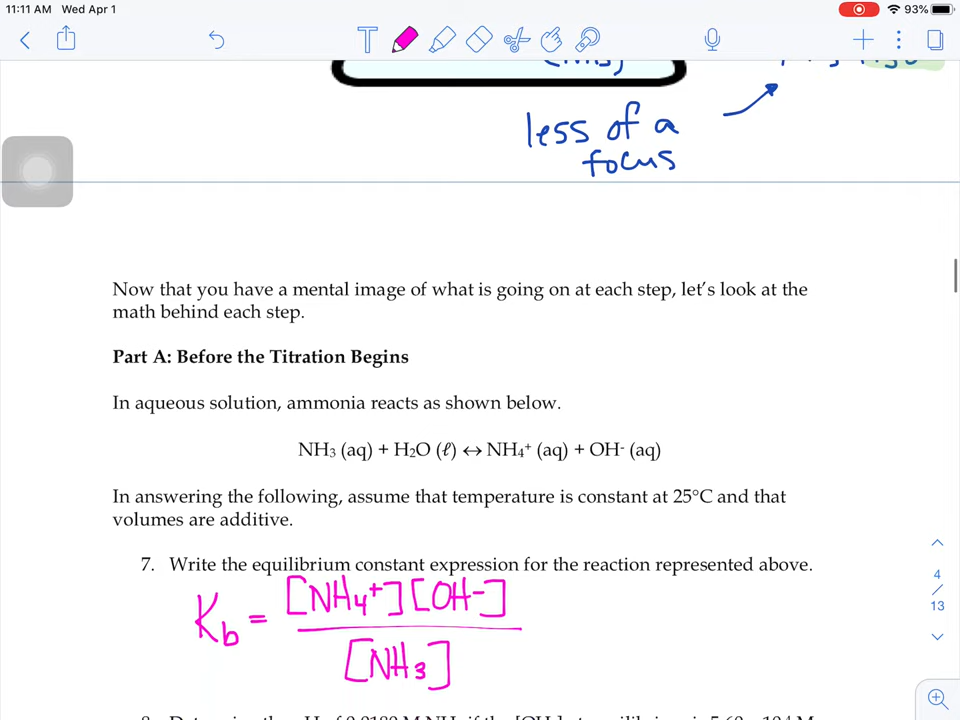 11:11 AM Wed Apr 1
93%
less of a
focus
Now that you have a mental image of what is going on at each step, let's look at the
math behind each step.
Part A: Before the Titration Begins
In aqueous solution, ammonia reacts as shown below.
NH₃ (aq) + H₂O (ℓ) ↔ NH₄⁺ (aq) + OH⁻ (aq)
In answering the following, assume that temperature is constant at 25°C and that
volumes are additive.
7. Write the equilibrium constant expression for the reaction represented above.
K_b = [NH₄⁺][OH⁻]
[NH₃]
4
/
13